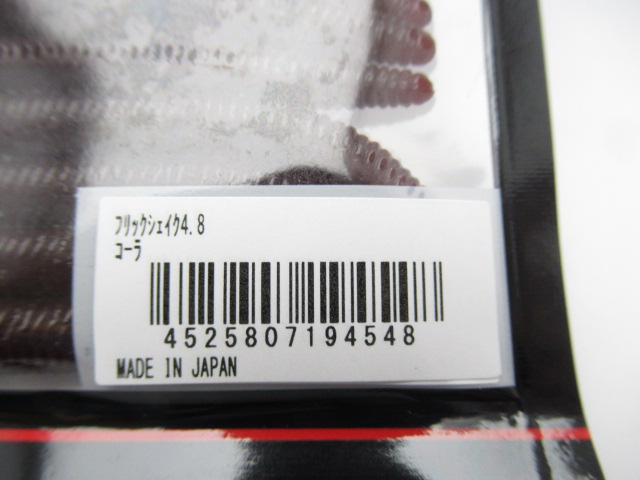 ﾌﾘｯｸｼｪｲｸ4.8
ｺｰﾗ
4525807194548
MADE IN JAPAN